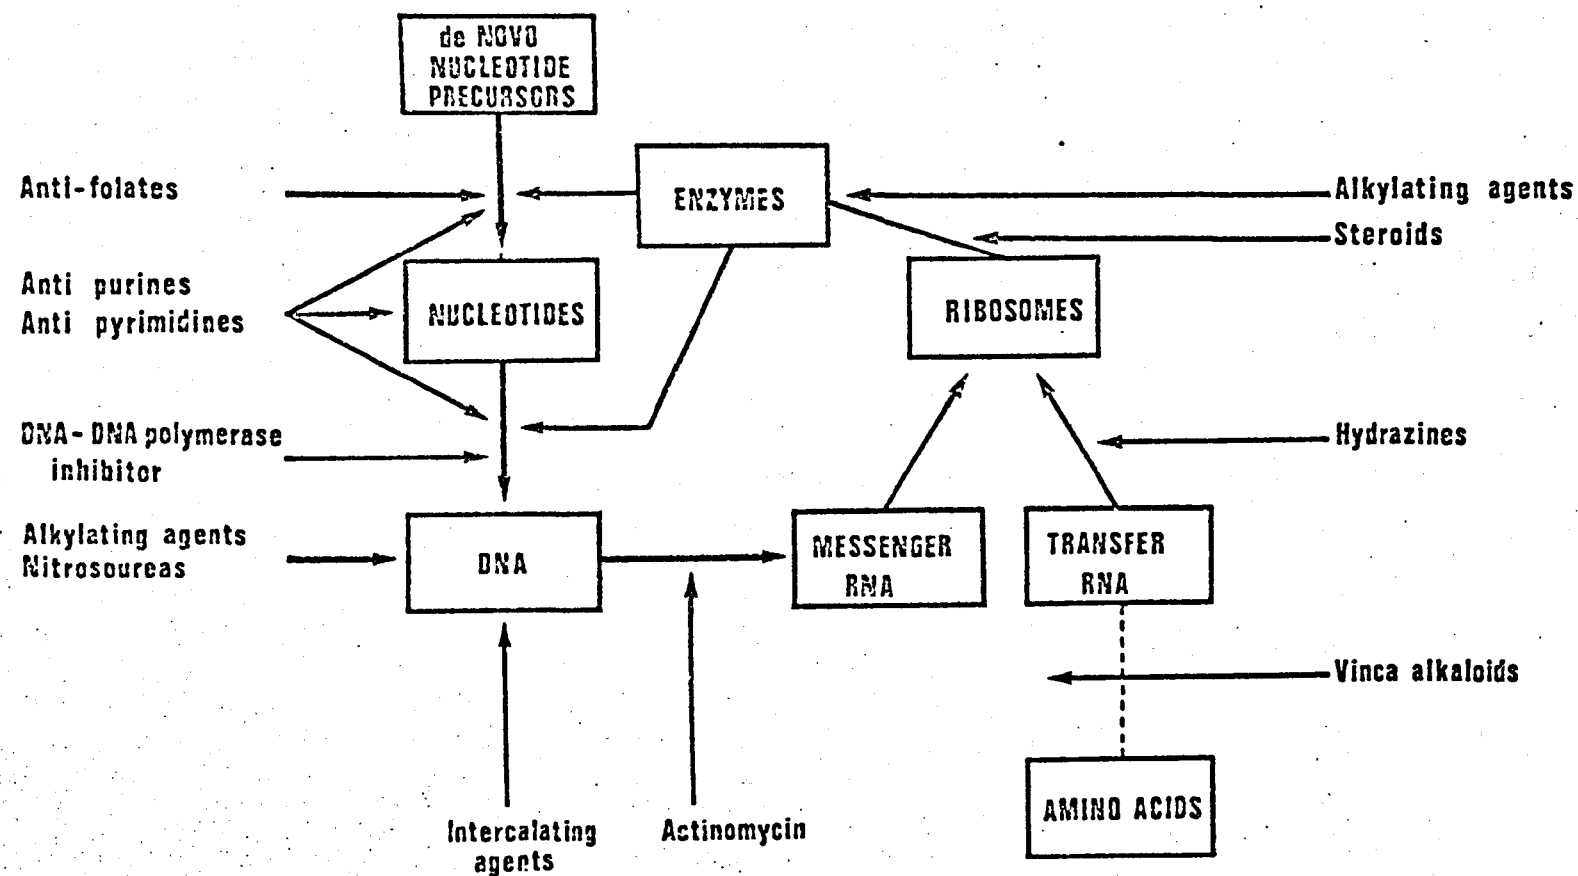 de NOVO
NUCLEOTIDE
PRECURSORS
Anti-folates
ENZYMES
Alkylating agents
Steroids
Anti purines
Anti pyrimidines
NUCLEOTIDES
RIBOSOMES
DNA-DNA polymerase
inhibitor
Hydrazines
Alkylating agents
Nitrosoureas
DNA
MESSENGER
RNA
TRANSFER
RNA
Vinca alkaloids
AMINO ACIDS
Intercalating
agents
Actinomycin